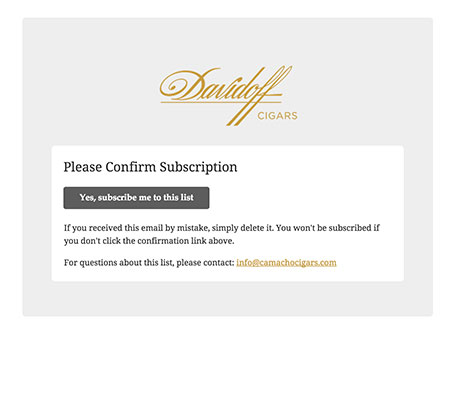 Davidoff
CIGARS
Please Confirm Subscription
Yes, subscribe me to this list
If you received this email by mistake, simply delete it. You won't be subscribed if
you don't click the confirmation link above.
For questions about this list, please contact: info@camachocigars.com